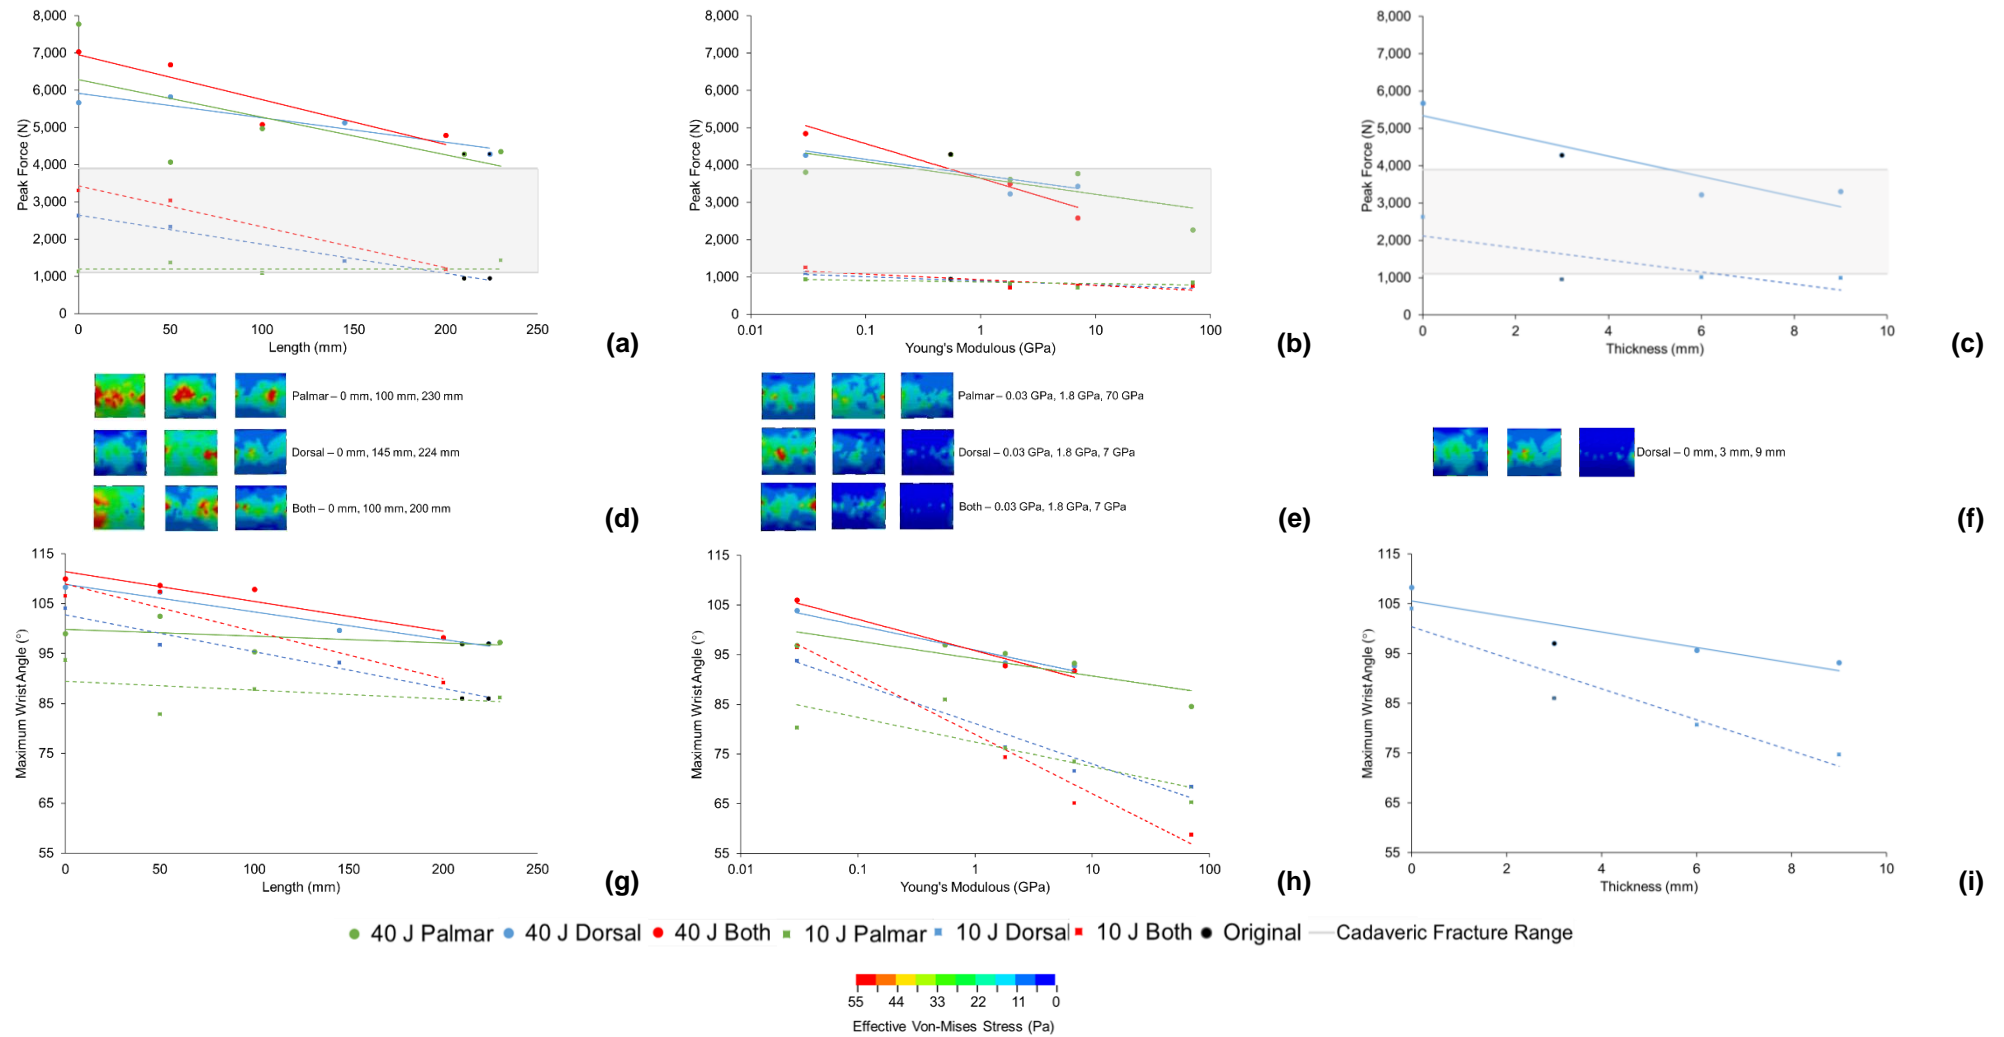 8,000
7,000
6,000
5,000
4,000
3,000
2,000
1,000
0
Peak Force (N)
0 50 100 150 200 250
Length (mm)
(a)
8,000
7,000
6,000
5,000
4,000
3,000
2,000
1,000
0
Peak Force (N)
0.01 0.1 1 10 100
Young's Modulous (GPa)
(b)
8,000
7,000
6,000
5,000
4,000
3,000
2,000
1,000
0
Peak Force (N)
0 2 4 6 8 10
Thickness (mm)
(c)
Palmar – 0 mm, 100 mm, 230 mm
Dorsal – 0 mm, 145 mm, 224 mm
Both – 0 mm, 100 mm, 200 mm
(d)
Palmar – 0.03 GPa, 1.8 GPa, 70 GPa
Dorsal – 0.03 GPa, 1.8 GPa, 7 GPa
Both – 0.03 GPa, 1.8 GPa, 7 GPa
(e)
Dorsal – 0 mm, 3 mm, 9 mm
(f)
115
105
95
85
75
65
55
Maximum Wrist Angle (°)
0 50 100 150 200 250
Length (mm)
(g)
115
105
95
85
75
65
55
Maximum Wrist Angle (°)
0.01 0.1 1 10 100
Young's Modulous (GPa)
(h)
115
105
95
85
75
65
55
Maximum Wrist Angle (°)
0 2 4 6 8 10
Thickness (mm)
(i)
40 J Palmar 40 J Dorsal 40 J Both 10 J Palmar 10 J Dorsal 10 J Both Original Cadaveric Fracture Range
55 44 33 22 11 0
Effective Von-Mises Stress (Pa)